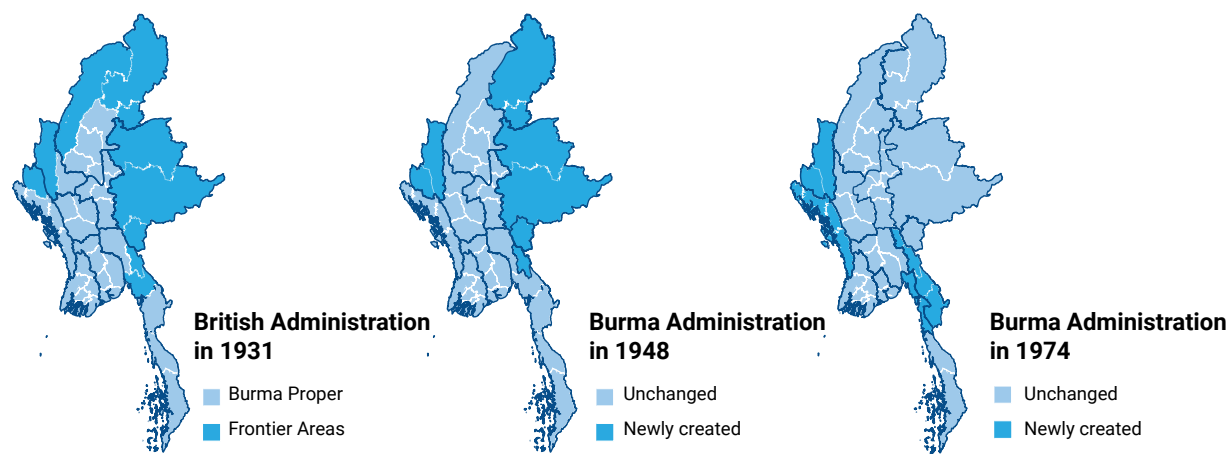 British Administration
in 1931
Burma Proper
Frontier Areas
Burma Administration
in 1948
Unchanged
Newly created
Burma Administration
in 1974
Unchanged
Newly created